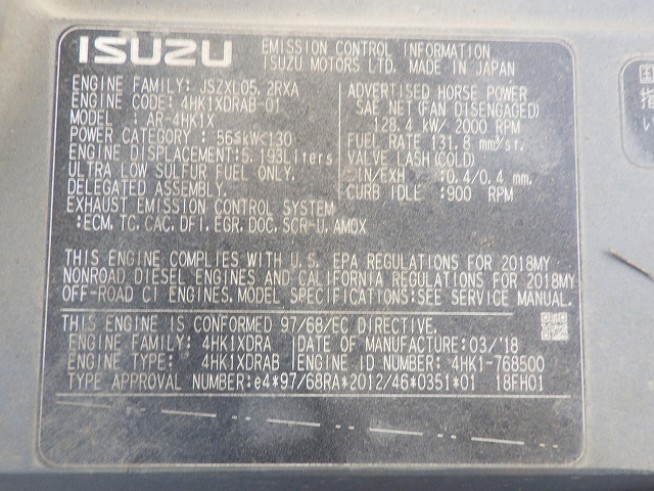 ISUZU EMISSION CONTROL INFORMATION
ISUZU MOTORS LTD. MADE IN JAPAN
ENGINE FAMILY: JSZXL05.2RXA
ENGINE CODE: 4HK1XDRAB-01
MODEL : AR-4HK1X
POWER CATEGORY : 56≤kW<130
ENGINE DISPLACEMENT:5.193Liters
ULTRA LOW SULFUR FUEL ONLY.
DELEGATED ASSEMBLY.
EXHAUST EMISSION CONTROL SYSTEM
:ECM, TC, CAC, DFI, EGR, DOC, SCR-U, AMOX
ADVERTISED HORSE POWER
SAE NET(FAN DISENGAGED)
128.4 kW/ 2000 RPM
FUEL RATE 131.8 mm³/st.
VALVE LASH(COLD)
IN/EXH :0.4/0.4 mm.
CURB IDLE :900 RPM
THIS ENGINE COMPLIES WITH U.S. EPA REGULATIONS FOR 2018MY
NONROAD DIESEL ENGINES AND CALIFORNIA REGULATIONS FOR 2018MY
OFF-ROAD CI ENGINES. MODEL SPECIFICATIONS:SEE SERVICE MANUAL.
THIS ENGINE IS CONFORMED 97/68/EC DIRECTIVE.
ENGINE FAMILY: 4HK1XDRA DATE OF MANUFACTURE: 03/'18
ENGINE TYPE: 4HK1XDRAB ENGINE ID NUMBER: 4HK1-768500
TYPE APPROVAL NUMBER:e4*97/68RA*2012/46*0351*01 18FH01
指
い